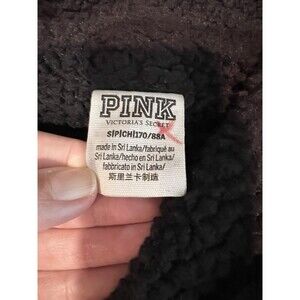 PINK
VICTORIA'S SECRET
S|P|CH|170/88A
made in Sri Lanka/fabriqué au
Sri Lanka/hecho en Sri Lanka/
fabbricato in Sri Lanka/
斯里兰卡制造